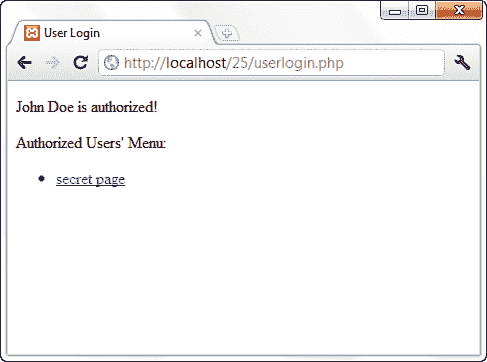 User Login
http://localhost/25/userlogin.php
John Doe is authorized!
Authorized Users' Menu:
secret page